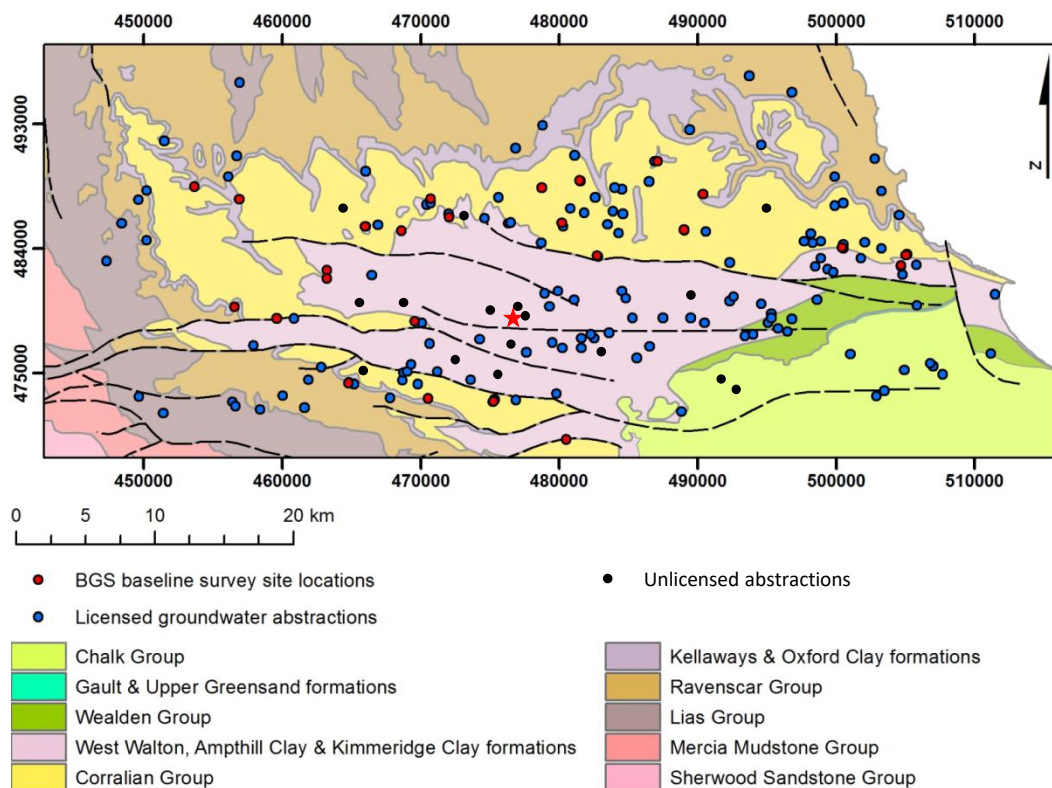 450000 460000 470000 480000 490000 500000 510000
493000
484000
475000
N
450000 460000 470000 480000 490000 500000 510000
0 5 10 20 km
BGS baseline survey site locations
Unlicensed abstractions
Licensed groundwater abstractions
Chalk Group
Kellaways & Oxford Clay formations
Gault & Upper Greensand formations
Ravenscar Group
Wealden Group
Lias Group
West Walton, Ampthill Clay & Kimmeridge Clay formations
Mercia Mudstone Group
Corralian Group
Sherwood Sandstone Group